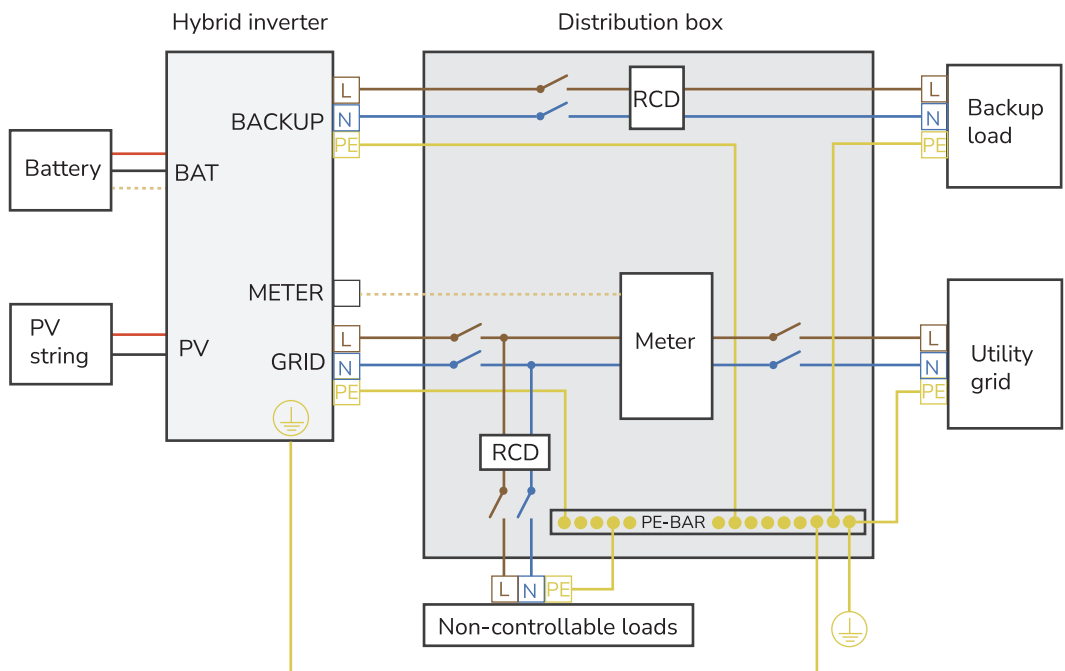 Hybrid inverter
Distribution box
L
N
PE
BACKUP
RCD
L
N
PE
Backup
load
Battery
BAT
METER
PV
string
PV
GRID
L
N
PE
Meter
L
N
PE
Utility
grid
RCD
PE-BAR
L
N
PE
Non-controllable loads